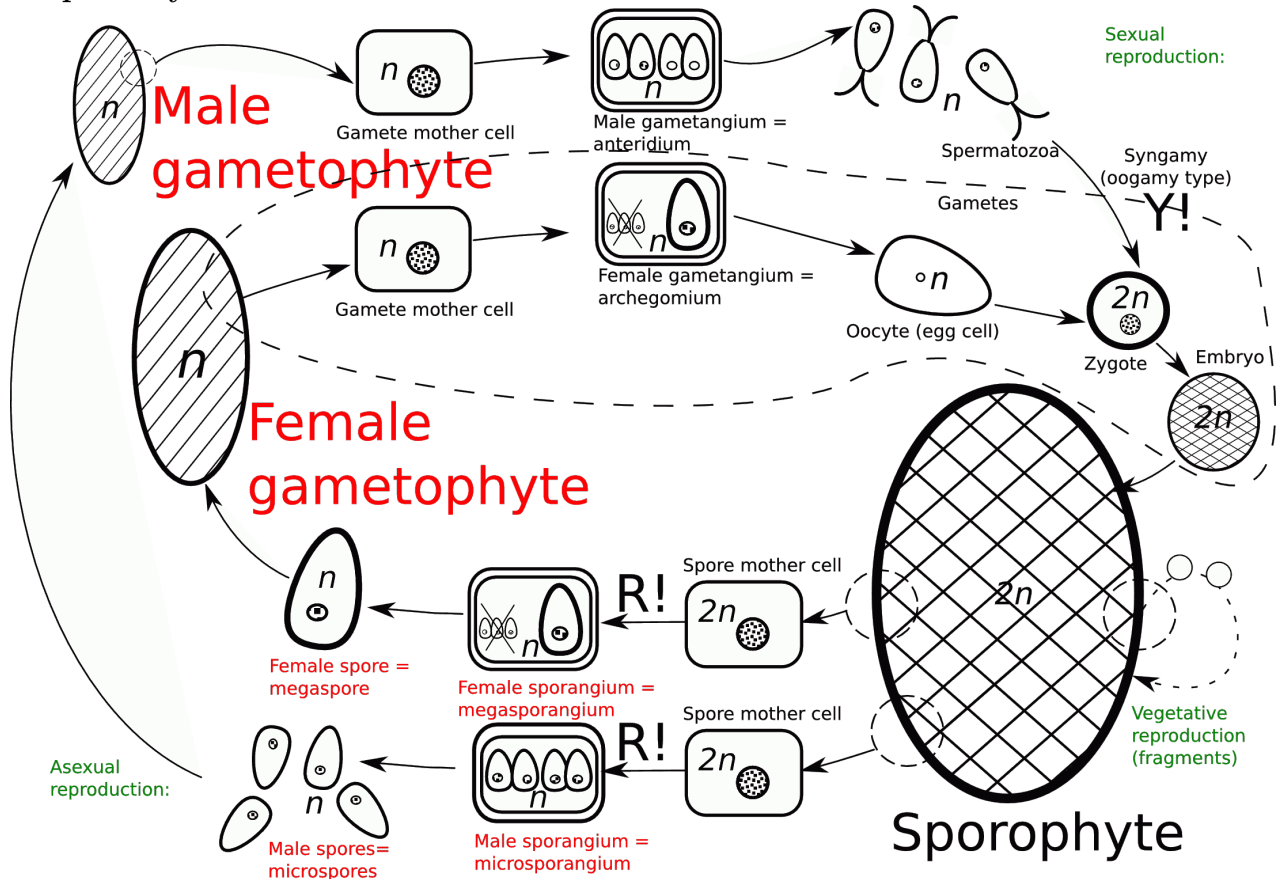 Sexual
reproduction:
n
n
n
n
Male
gametophyte
Gamete mother cell
Male gametangium =
anteridium
Spermatozoa
Syngamy
(oogamy type)
Y!
Gametes
n
n
n
2n
Gamete mother cell
Female gametangium =
archegomium
Oocyte (egg cell)
Zygote
Embryo
2n
n
Female
gametophyte
n
Female spore =
megaspore
n
Female sporangium =
megasporangium
R!
Spore mother cell
2n
2n
Sporophyte
Vegetative
reproduction
(fragments)
Spore mother cell
2n
R!
n
Male sporangium =
microsporangium
n
Male spores=
microspores
Asexual
reproduction: